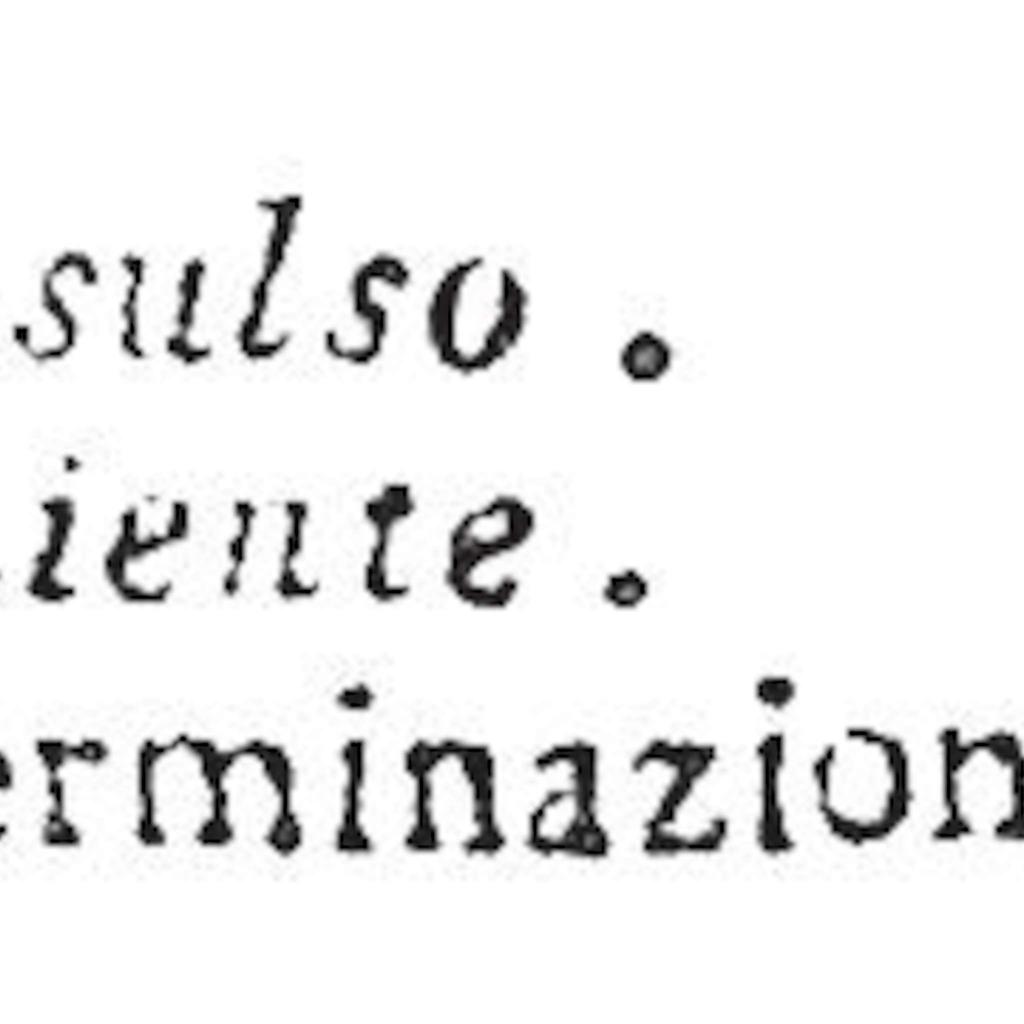 sulso .
iente .
erminazion